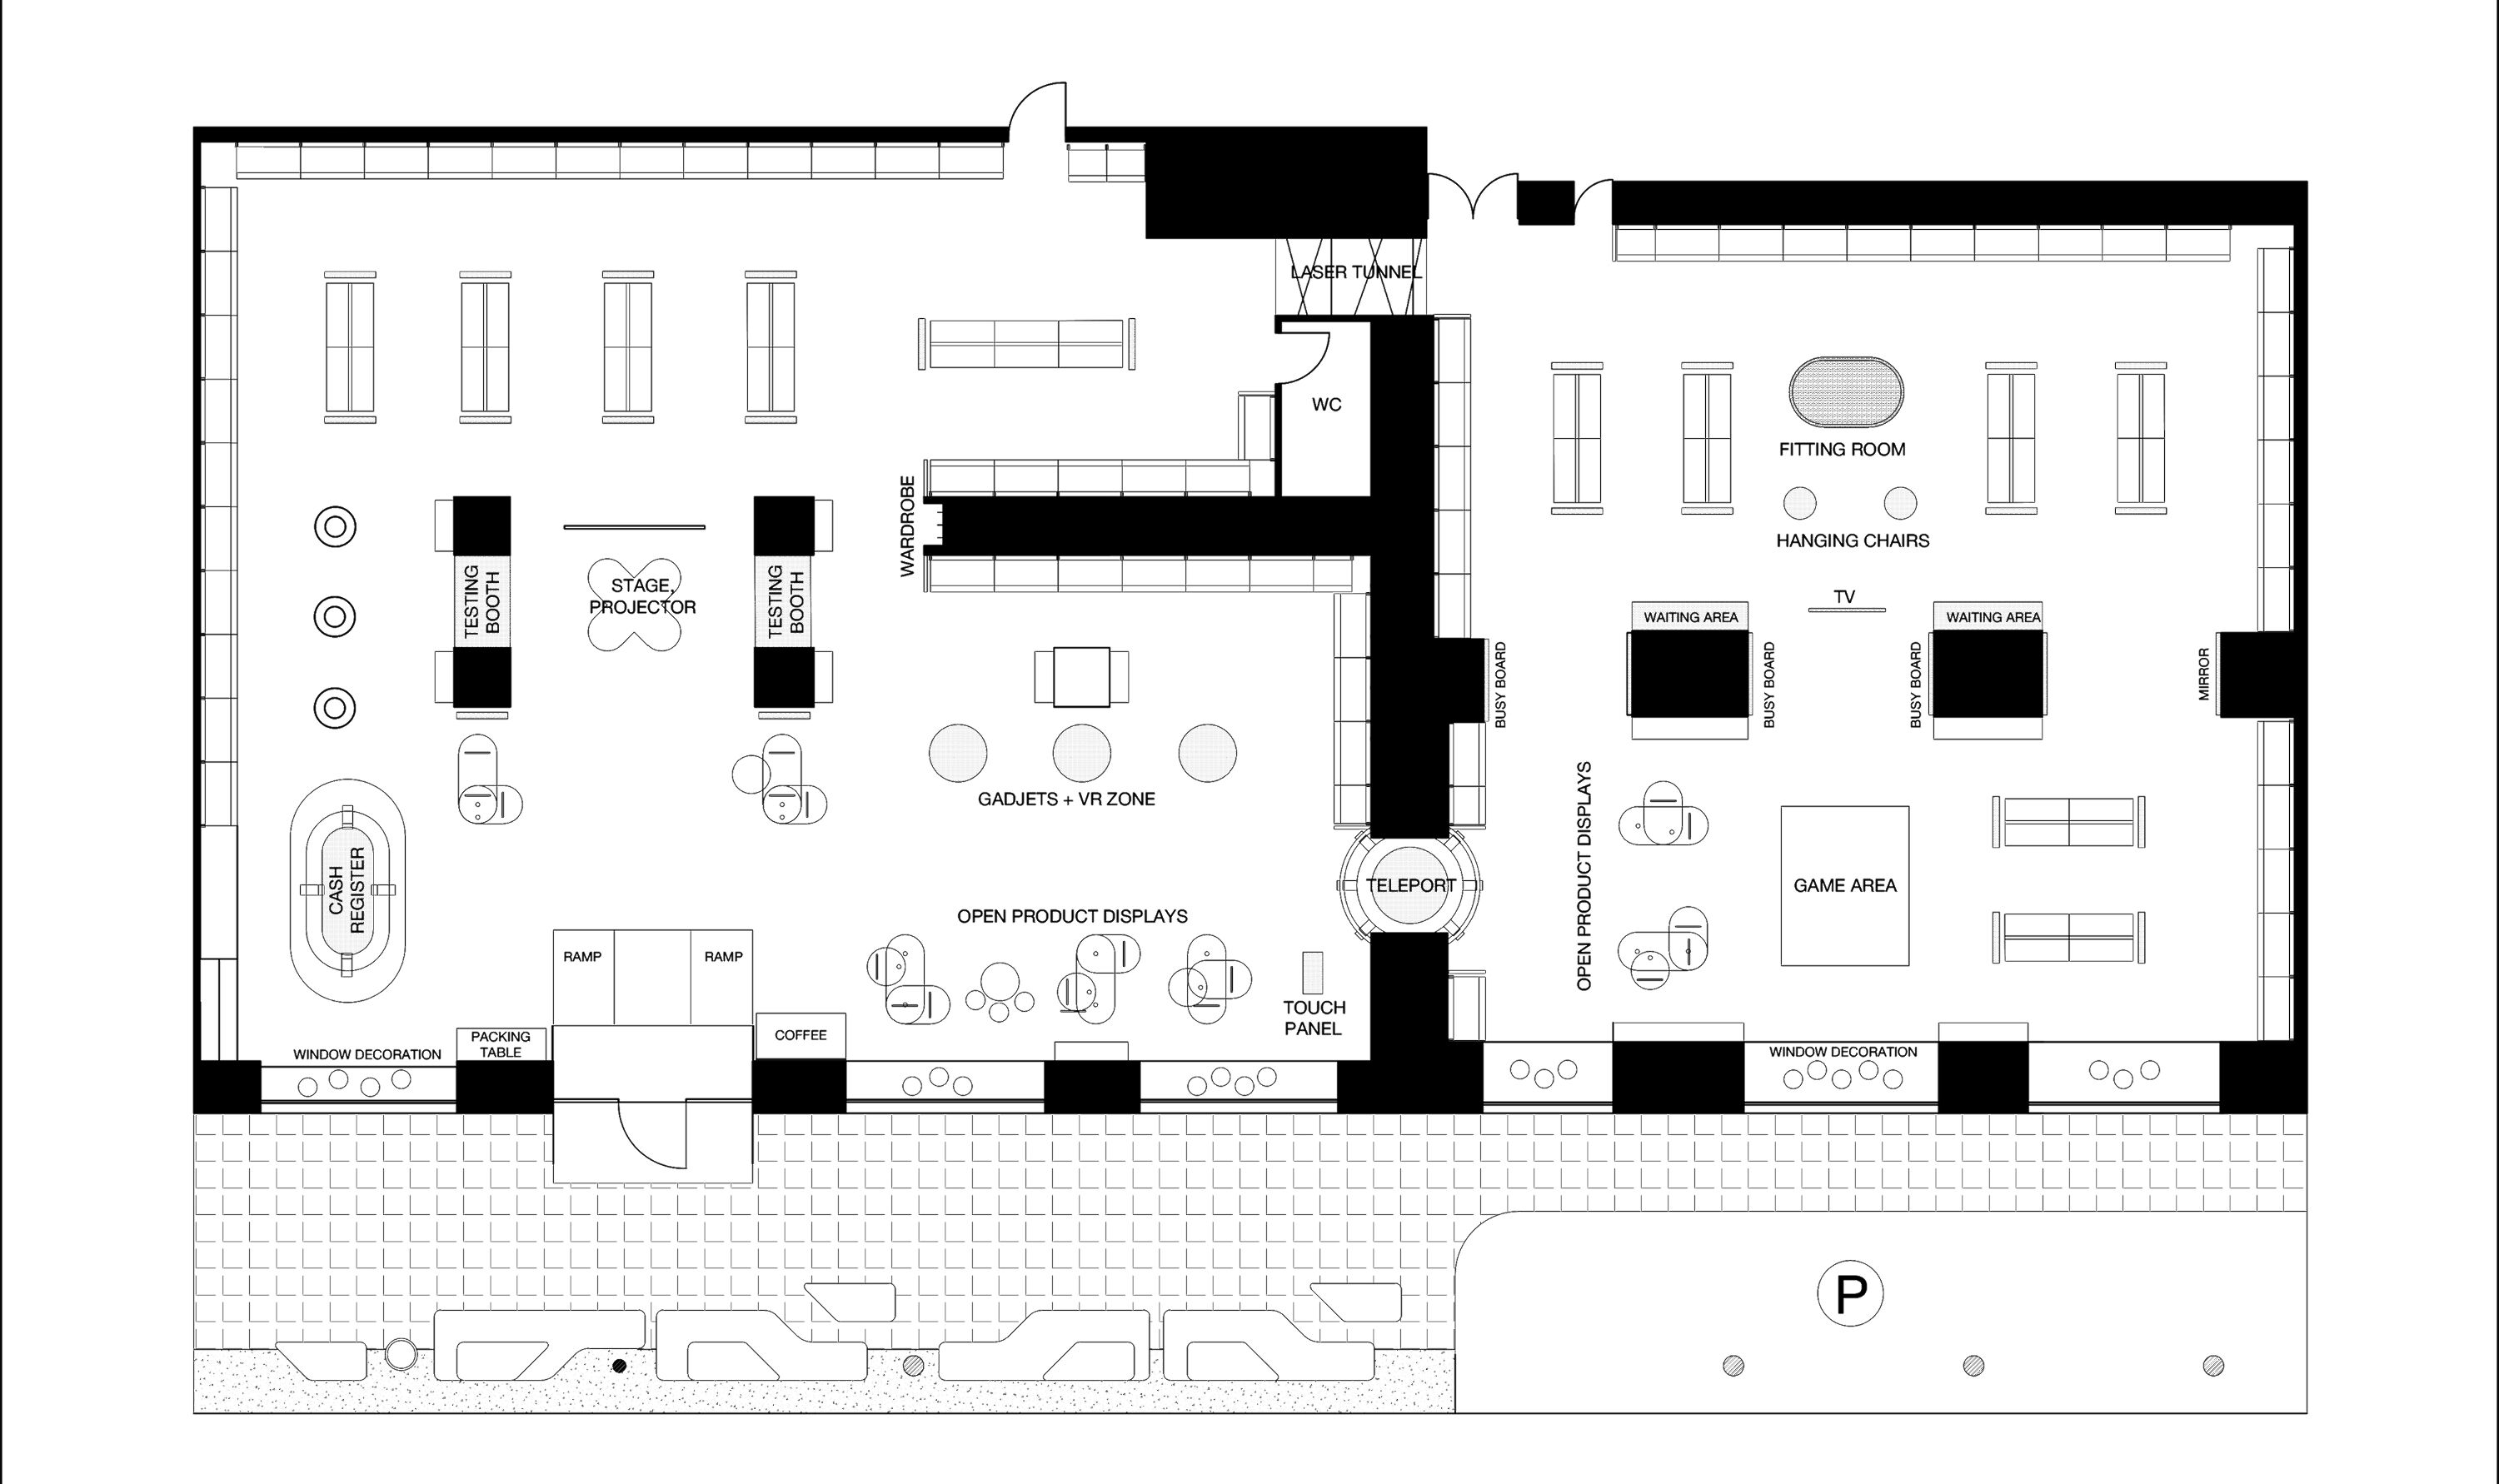 LASER TUNNEL
WC
WARDROBE
FITTING ROOM
HANGING CHAIRS
TESTING
BOOTH
STAGE,
PROJECTOR
TESTING
BOOTH
TV
WAITING AREA
WAITING AREA
BUSY BOARD
BUSY BOARD
BUSY BOARD
MIRROR
GADJETS + VR ZONE
CASH
REGISTER
TELEPORT
OPEN PRODUCT DISPLAYS
GAME AREA
OPEN PRODUCT DISPLAYS
RAMP
RAMP
TOUCH
PANEL
PACKING
TABLE
COFFEE
WINDOW DECORATION
WINDOW DECORATION
P